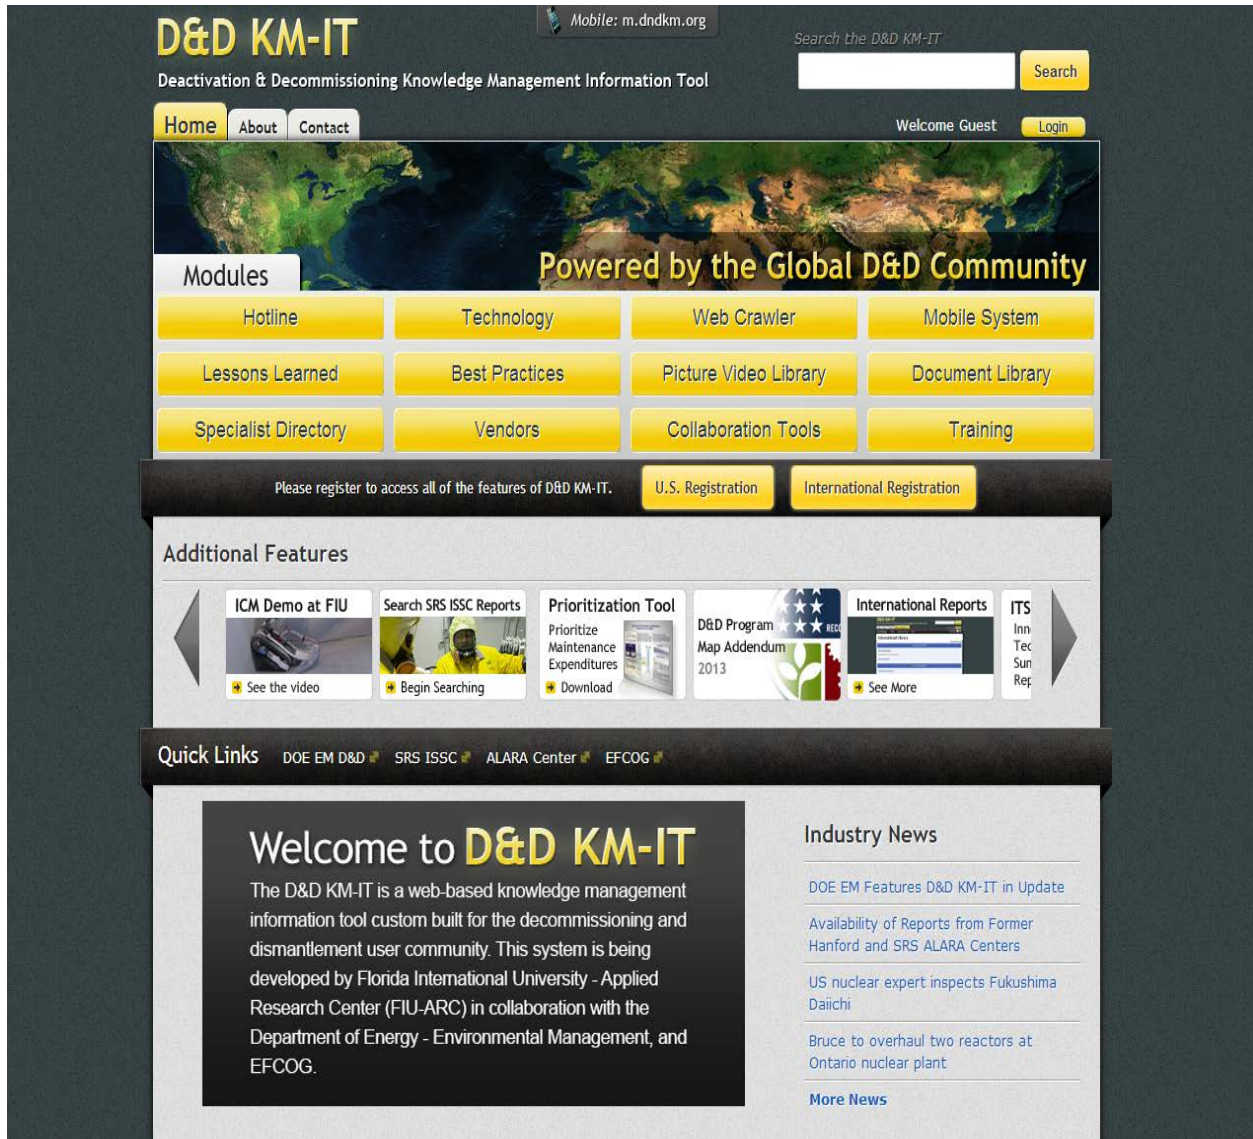 D&D KM-IT
Mobile: m.dndkm.org
Search the D&D KM-IT
Deactivation & Decommissioning Knowledge Management Information Tool
Search
Home
About
Contact
Welcome Guest
Login
Powered by the Global D&D Community
Modules
Hotline
Technology
Web Crawler
Mobile System
Lessons Learned
Best Practices
Picture Video Library
Document Library
Specialist Directory
Vendors
Collaboration Tools
Training
Please register to access all of the features of D&D KM-IT.
U.S. Registration
International Registration
Additional Features
ICM Demo at FIU
See the video
Search SRS ISSC Reports
Begin Searching
Prioritization Tool
Prioritize
Maintenance
Expenditures
Download
D&D Program
Map Addendum
2013
RECO
International Reports
See More
ITS
Inn
Tec
Sun
Rep
Quick Links
DOE EM D&D
SRS ISSC
ALARA Center
EFCOG
Welcome to D&D KM-IT
The D&D KM-IT is a web-based knowledge management
information tool custom built for the decommissioning and
dismantlement user community. This system is being
developed by Florida International University - Applied
Research Center (FIU-ARC) in collaboration with the
Department of Energy - Environmental Management, and
EFCOG.
Industry News
DOE EM Features D&D KM-IT in Update
Availability of Reports from Former
Hanford and SRS ALARA Centers
US nuclear expert inspects Fukushima
Daiichi
Bruce to overhaul two reactors at
Ontario nuclear plant
More News